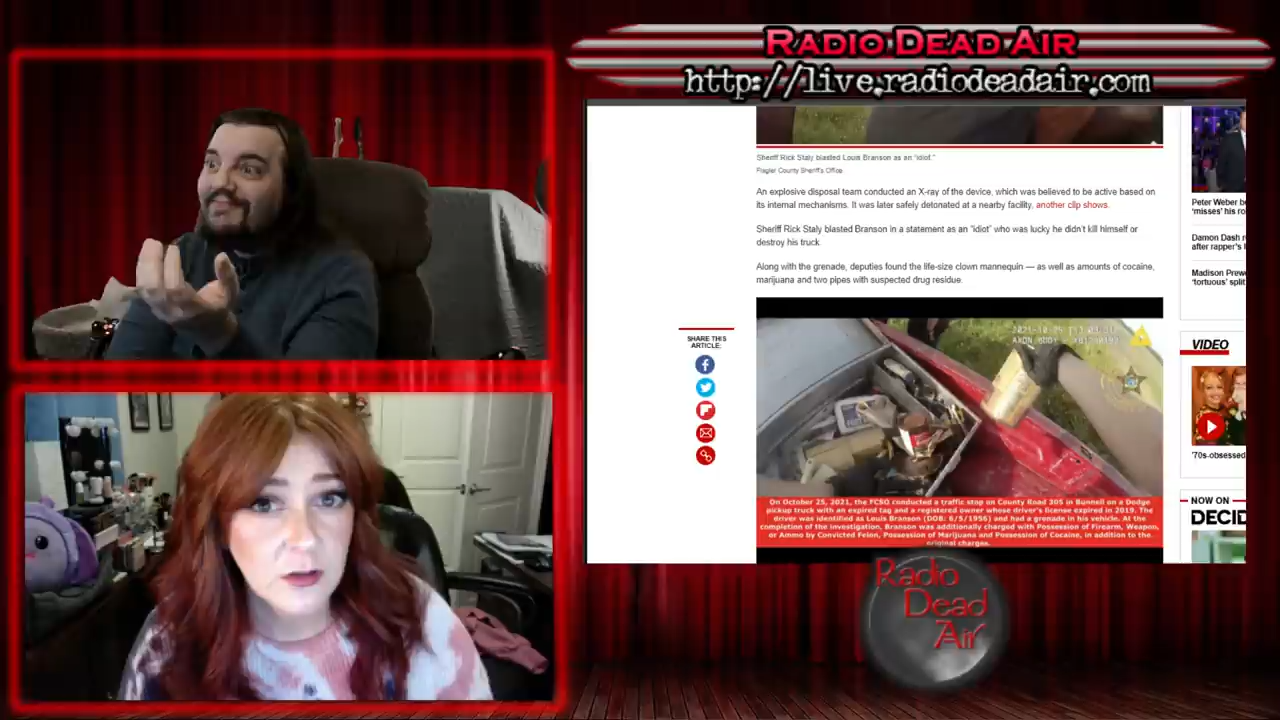 RADIO DEAD AIR
http://live.radiodeadair.com
Sheriff Rick Staly blasted Louis Branson as an "idiot."
Flagler County Sheriff's Office
An explosive disposal team conducted an X-ray of the device, which was believed to be active based on
its internal mechanisms. It was later safely detonated at a nearby facility, another clip shows.
Sheriff Rick Staly blasted Branson in a statement as an "idiot" who was lucky he didn't kill himself or
destroy his truck.
Along with the grenade, deputies found the life-size clown mannequin — as well as amounts of cocaine,
marijuana and two pipes with suspected drug residue.
SHARE THIS
ARTICLE:
On October 25, 2021, the FCSO conducted a traffic stop on County Road 305 in Bunnell on a Dodge
pickup truck with an expired tag and a registered owner whose driver's license expired in 2019. The
driver was identified as Louis Branson (DOB: 6/5/1956) and had a grenade in his vehicle. At the
completion of the investigation, Branson was additionally charged with Possession of Firearm, Weapon,
or Ammo by Convicted Felon, Possession of Marijuana and Possession of Cocaine, in addition to the
original charges.
Peter Weber b
'misses' his ro
Damon Dash r
after rapper's
Madison Prew
'tortuous' split
VIDEO
'70s-obsessed
NOW ON
DECID
Radio
Dead
Air